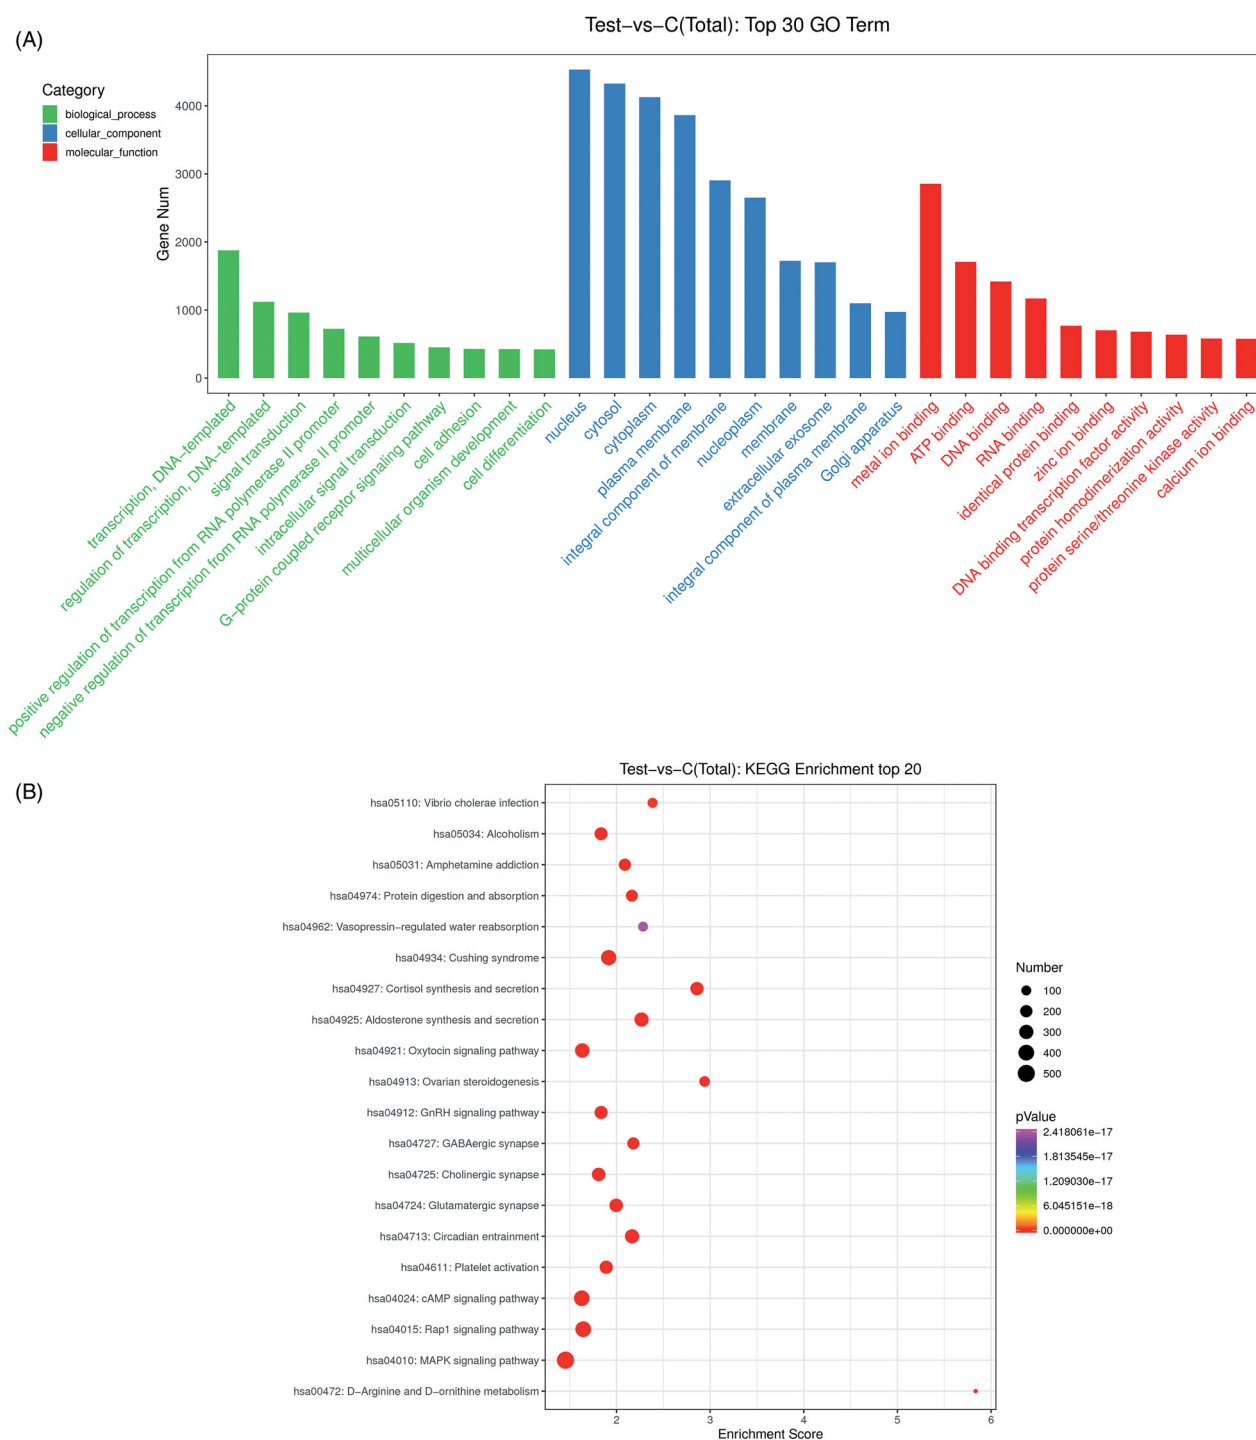 (A)
Test-vs-C(Total): Top 30 GO Term
Category
biological_process
cellular_component
molecular_function
Gene Num
4000
3000
2000
1000
0
transcription, DNA-templated
regulation of transcription, DNA-templated
signal transduction
positive regulation of transcription from RNA polymerase II promoter
negative regulation of transcription from RNA polymerase II promoter
intracellular signal transduction
G-protein coupled receptor signaling pathway
cell adhesion
multicellular organism development
cell differentiation
nucleus
cytosol
cytoplasm
plasma membrane
integral component of membrane
nucleoplasm
membrane
extracellular exosome
integral component of plasma membrane
Golgi apparatus
metal ion binding
ATP binding
DNA binding
RNA binding
identical protein binding
zinc ion binding
DNA binding transcription factor activity
protein homodimerization activity
protein serine/threonine kinase activity
calcium ion binding
(B)
Test-vs-C(Total): KEGG Enrichment top 20
hsa05110: Vibrio cholerae infection
hsa05034: Alcoholism
hsa05031: Amphetamine addiction
hsa04974: Protein digestion and absorption
hsa04962: Vasopressin-regulated water reabsorption
hsa04934: Cushing syndrome
hsa04927: Cortisol synthesis and secretion
hsa04925: Aldosterone synthesis and secretion
hsa04921: Oxytocin signaling pathway
hsa04913: Ovarian steroidogenesis
hsa04912: GnRH signaling pathway
hsa04727: GABAergic synapse
hsa04725: Cholinergic synapse
hsa04724: Glutamatergic synapse
hsa04713: Circadian entrainment
hsa04611: Platelet activation
hsa04024: cAMP signaling pathway
hsa04015: Rap1 signaling pathway
hsa04010: MAPK signaling pathway
hsa00472: D-Arginine and D-ornithine metabolism
2 3 4 5 6
Enrichment Score
Number
100
200
300
400
500
pValue
2.418061e-17
1.813545e-17
1.209030e-17
6.045151e-18
0.000000e+00